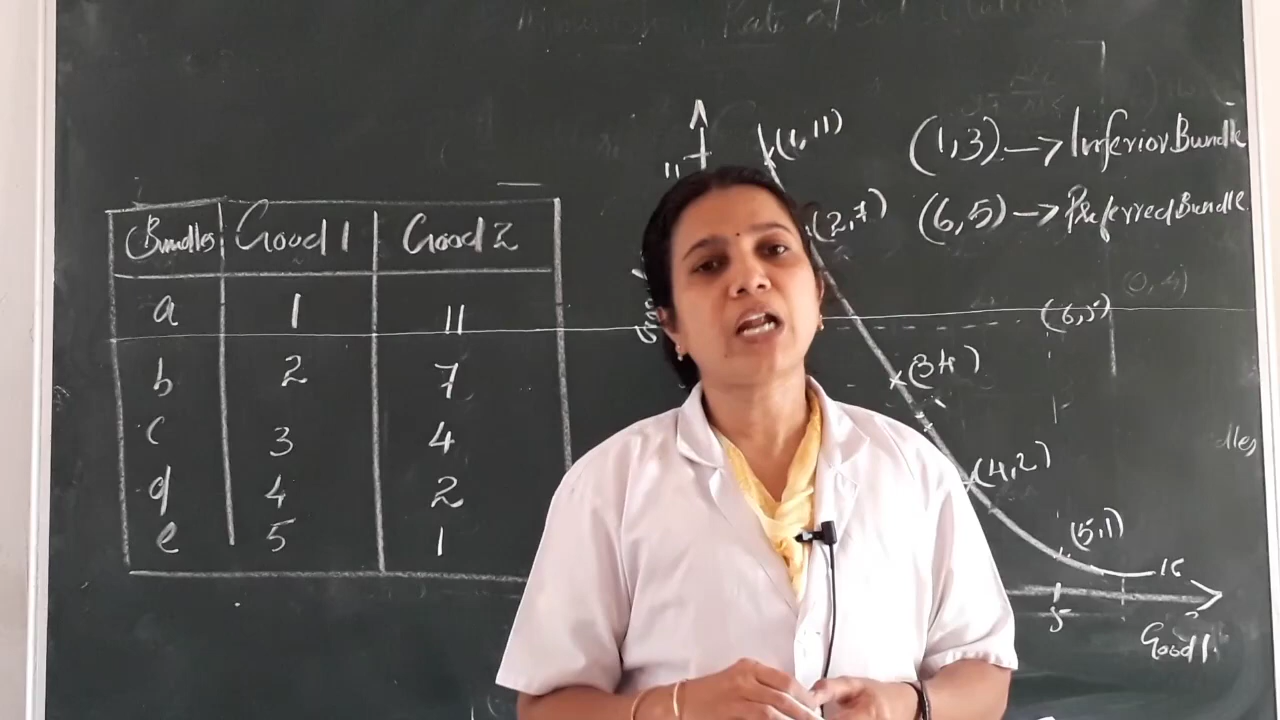 (1,11)
(1,3) → Inferior Bundle
11
(2,7)
(6,5) → Preferred Bundle
Bundles Good 1 Good 2
a 1 11
(6,5)
b 2 7
(3,4)
c 3 4
(4,2)
d 4 2
(5,1)
e 5 1
IC
5
Good 1.